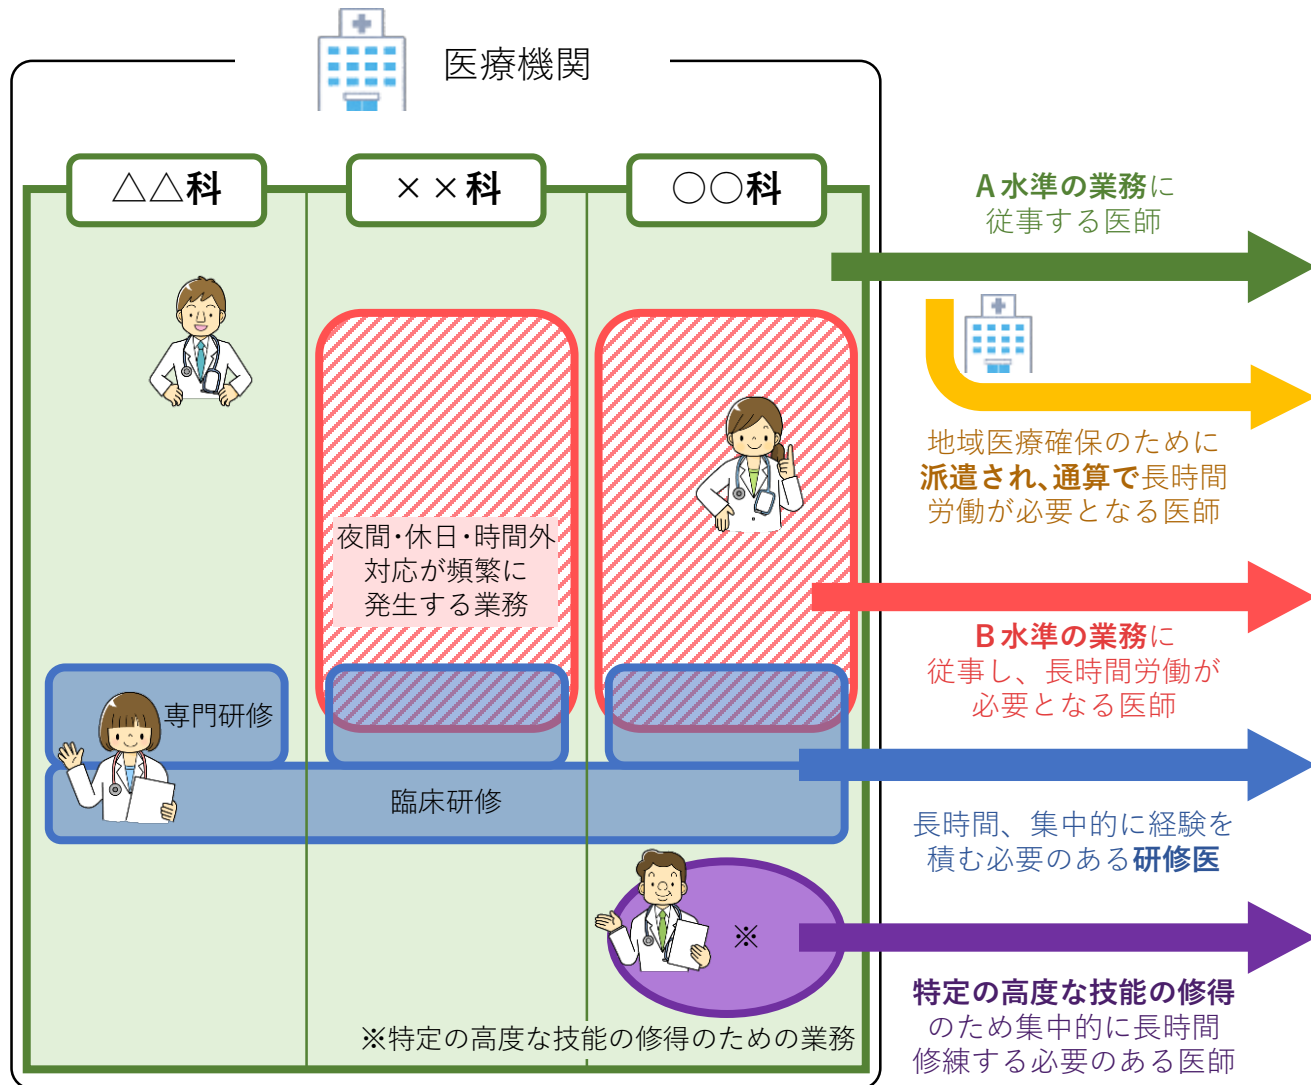 医療機関
△△科
××科
○○科
夜間・休日・時間外
対応が頻繁に
発生する業務
専門研修
臨床研修
※
※特定の高度な技能の修得のための業務
A水準の業務に
従事する医師
地域医療確保のために
派遣され、通算で長時間
労働が必要となる医師
B水準の業務に
従事し、長時間労働が
必要となる医師
長時間、集中的に経験を
積む必要のある研修医
特定の高度な技能の修得
のため集中的に長時間
修練する必要のある医師